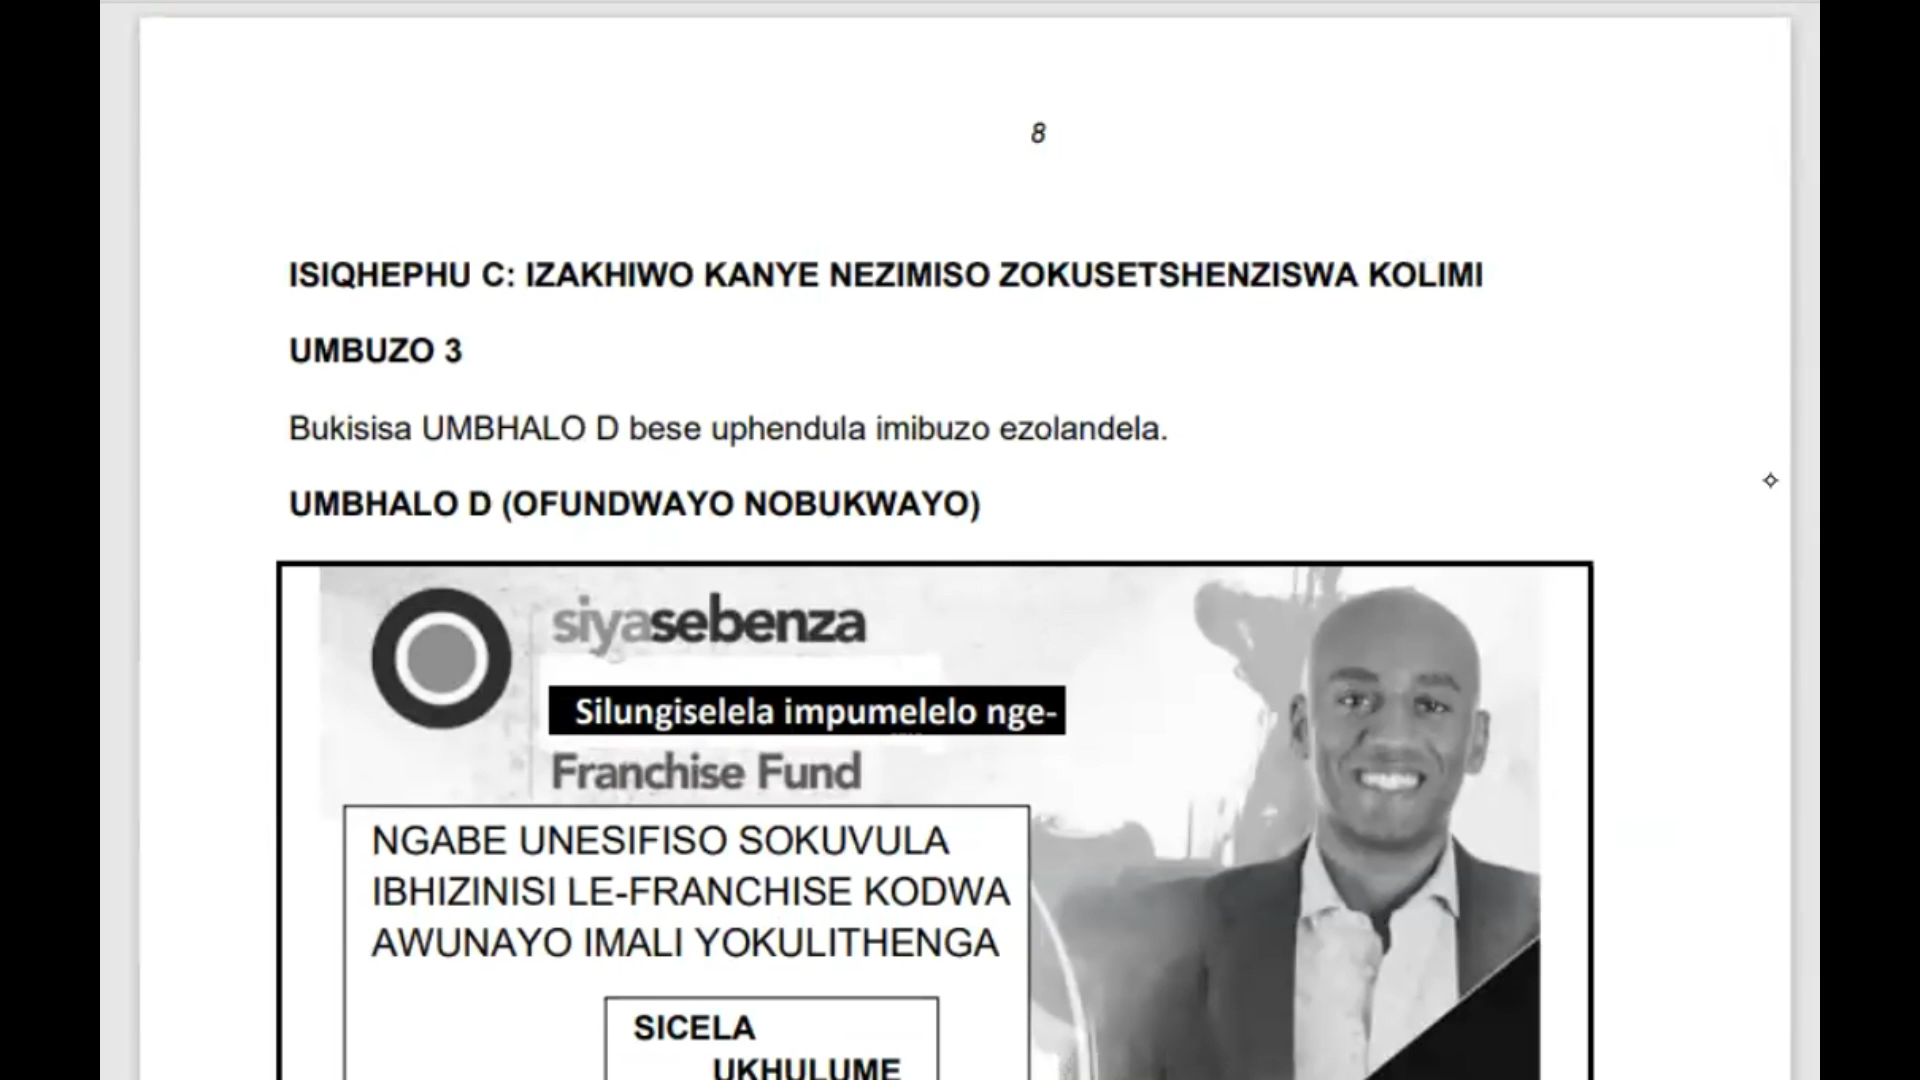 8
ISIQHEPHU C: IZAKHIWO KANYE NEZIMISO ZOKUSETSHENZISWA KOLIMI
UMBUZO 3
Bukisisa UMBHALO D bese uphendula imibuzo ezolandela.
UMBHALO D (OFUNDWAYO NOBUKWAYO)
siyasebenza
Silungiselela impumelelo nge-
Franchise Fund
NGABE UNESIFISO SOKUVULA
IBHIZINISI LE-FRANCHISE KODWA
AWUNAYO IMALI YOKULITHENGA
SICELA
UKHULUME